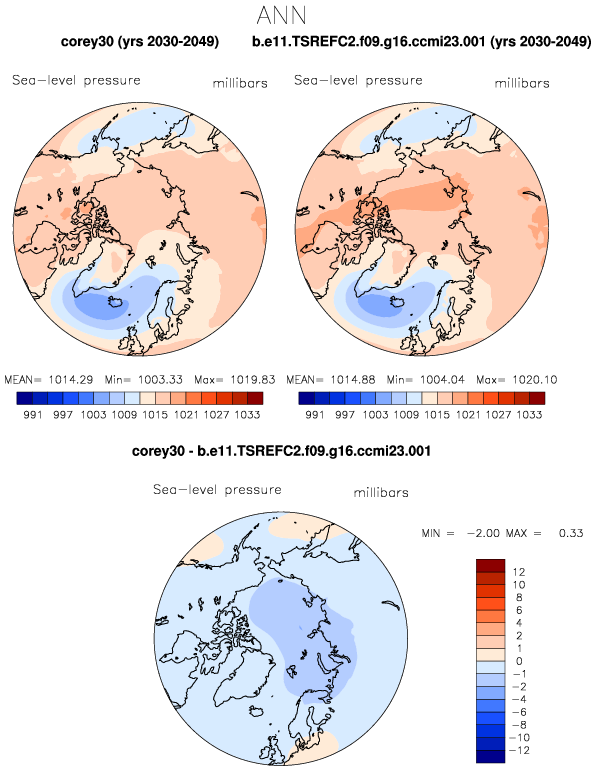 ANN
corey30 (yrs 2030-2049) b.e11.TSREFC2.f09.g16.ccmi23.001 (yrs 2030-2049)
Sea-level pressure millibars Sea-level pressure millibars
MEAN= 1014.29 Min= 1003.33 Max= 1019.83 MEAN= 1014.88 Min= 1004.04 Max= 1020.10
991 997 1003 1009 1015 1021 1027 1033 991 997 1003 1009 1015 1021 1027 1033
corey30 - b.e11.TSREFC2.f09.g16.ccmi23.001
Sea-level pressure millibars
MIN = -2.00 MAX = 0.33
12
10
8
6
4
2
1
0
-1
-2
-4
-6
-8
-10
-12